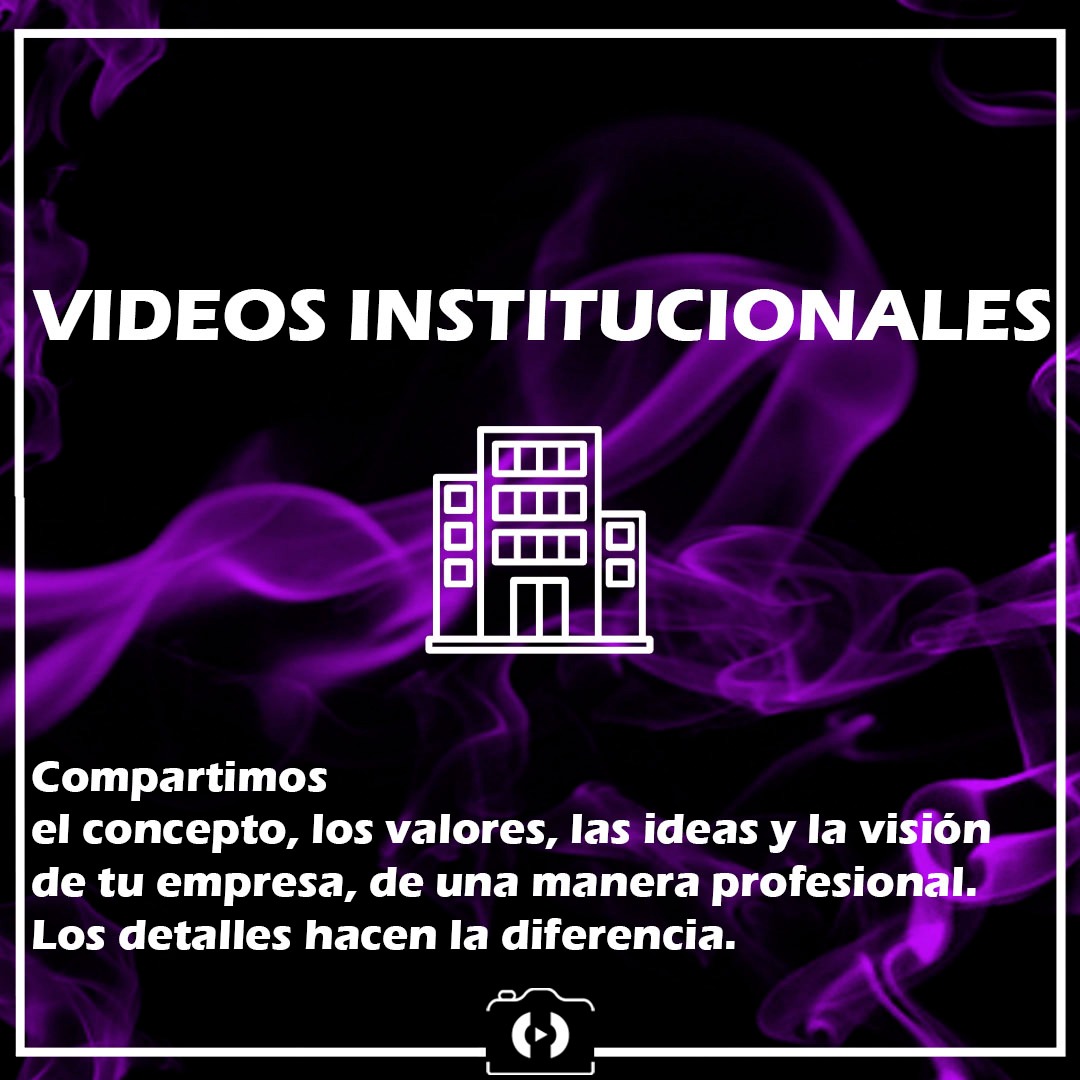 VIDEOS INSTITUCIONALES
Compartimos
el concepto, los valores, las ideas y la visión
de tu empresa, de una manera profesional.
Los detalles hacen la diferencia.